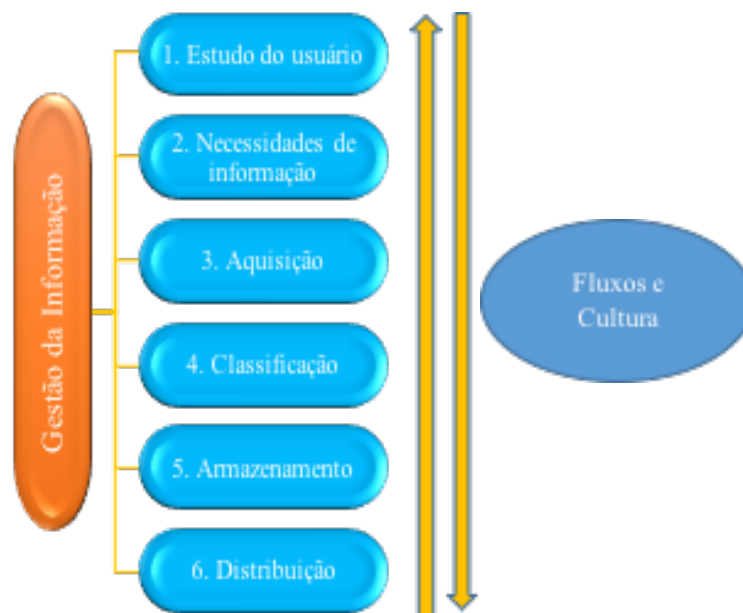 Gestão da Informação
1. Estudo do usuário
2. Necessidades de
informação
3. Aquisição
4. Classificação
5. Armazenamento
6. Distribuição
Fluxos e
Cultura